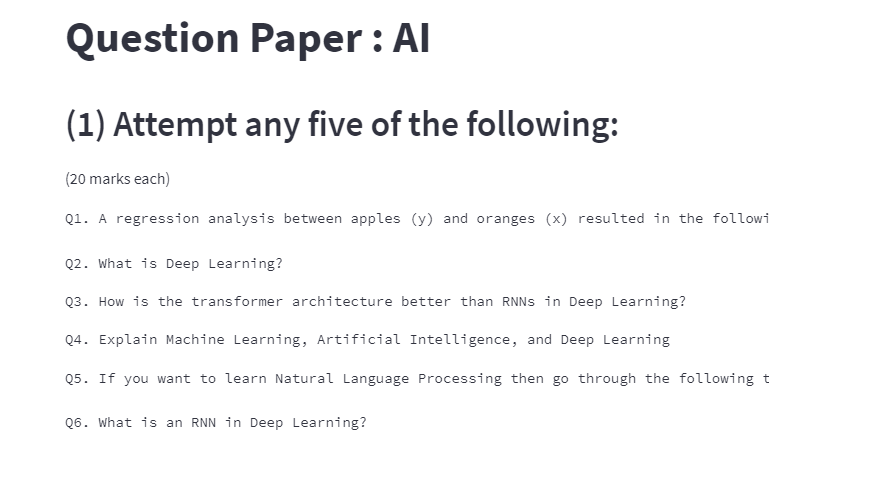 Question Paper : AI
(1) Attempt any five of the following:
(20 marks each)
Q1. A regression analysis between apples (y) and oranges (x) resulted in the followi
Q2. What is Deep Learning?
Q3. How is the transformer architecture better than RNNs in Deep Learning?
Q4. Explain Machine Learning, Artificial Intelligence, and Deep Learning
Q5. If you want to learn Natural Language Processing then go through the following t
Q6. What is an RNN in Deep Learning?